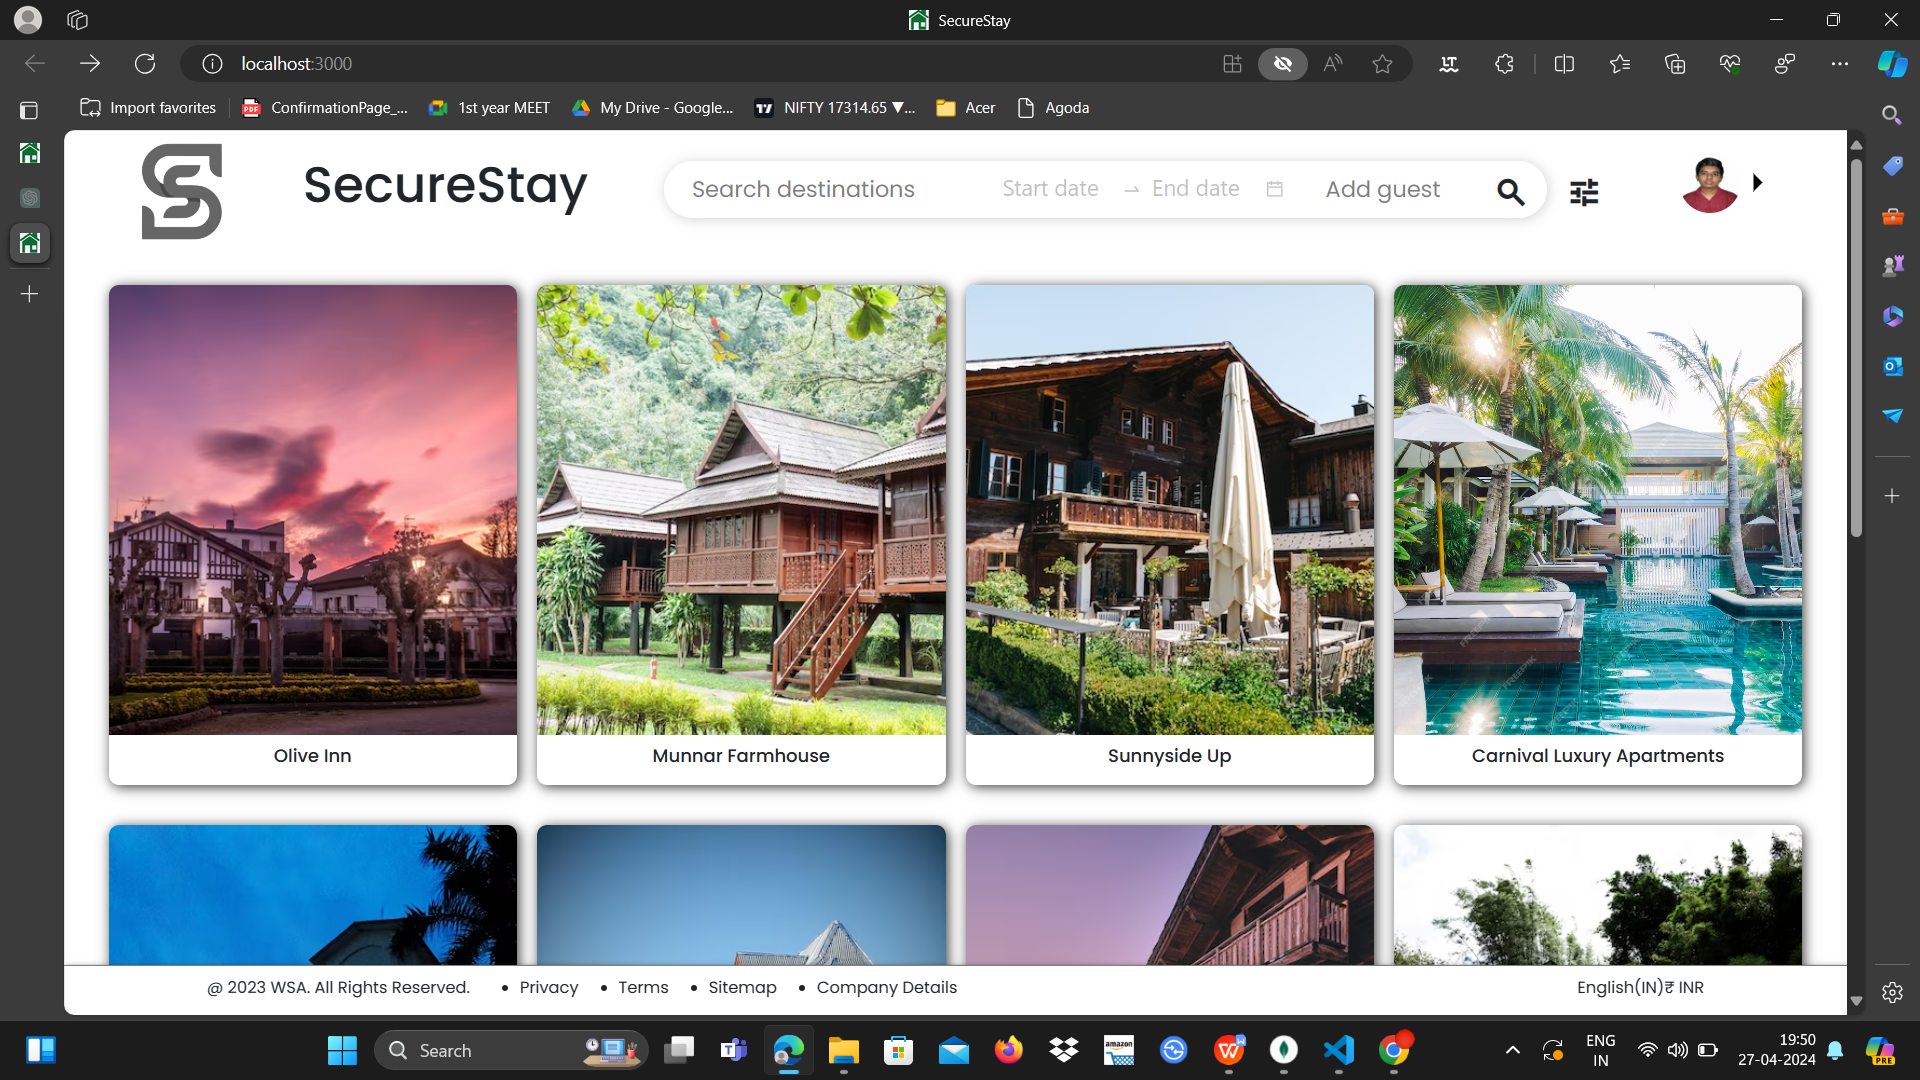 SecureStay
localhost:3000
Import favorites
ConfirmationPage_...
1st year MEET
My Drive - Google...
NIFTY 17314.65 ▼...
Acer
Agoda
SecureStay
Search destinations
Start date → End date
Add guest
Olive Inn
Munnar Farmhouse
Sunnyside Up
Carnival Luxury Apartments
@ 2023 WSA. All Rights Reserved. • Privacy • Terms • Sitemap • Company Details
English(IN)₹ INR
Search
amazon
ENG
IN
19:50
27-04-2024
PRE